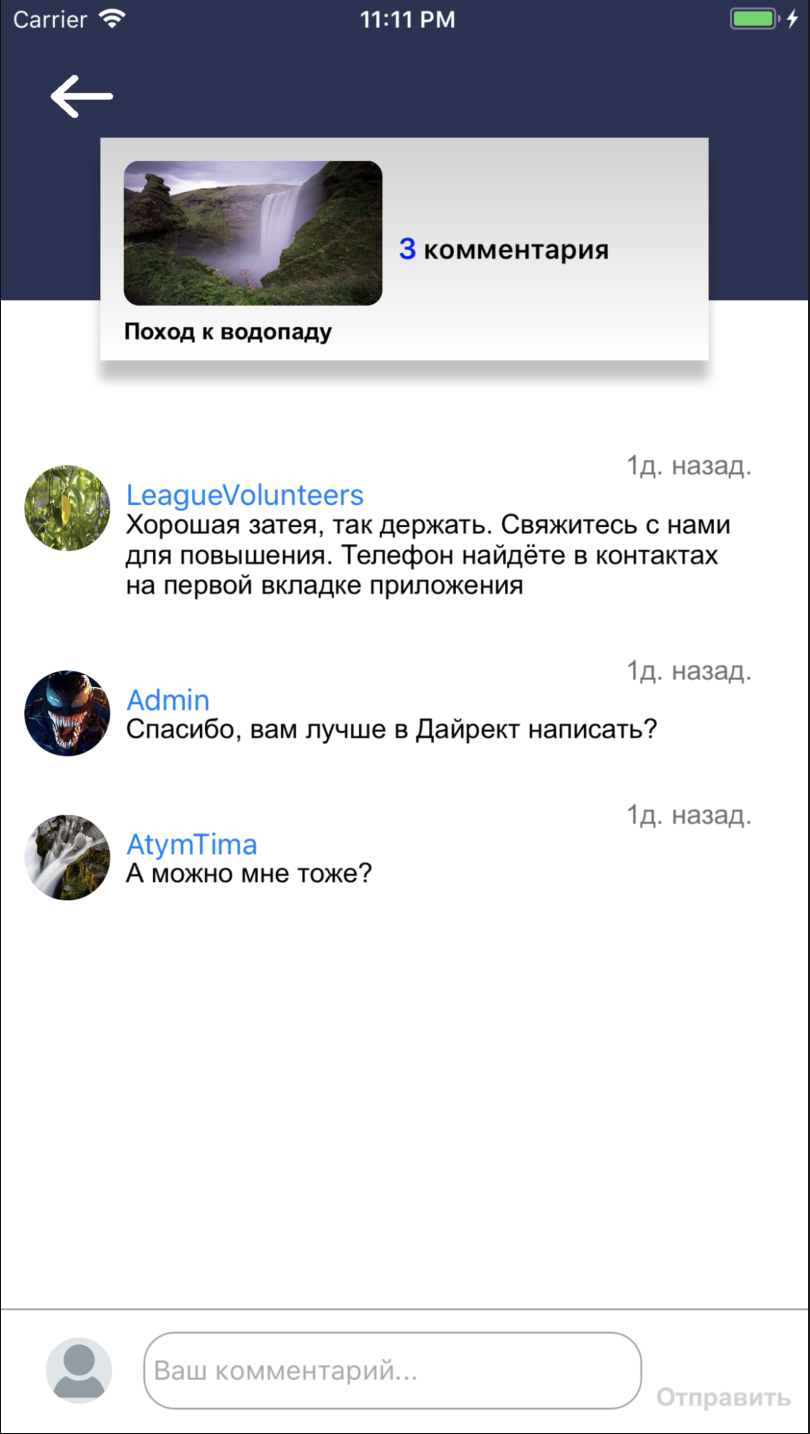 Carrier 11:11 PM
3 комментария
Поход к водопаду
1д. назад.
LeagueVolunteers
Хорошая затея, так держать. Свяжитесь с нами
для повышения. Телефон найдёте в контактах
на первой вкладке приложения
1д. назад.
Admin
Спасибо, вам лучше в Дайрект написать?
1д. назад.
AtymTima
А можно мне тоже?
Ваш комментарий...
Отправить